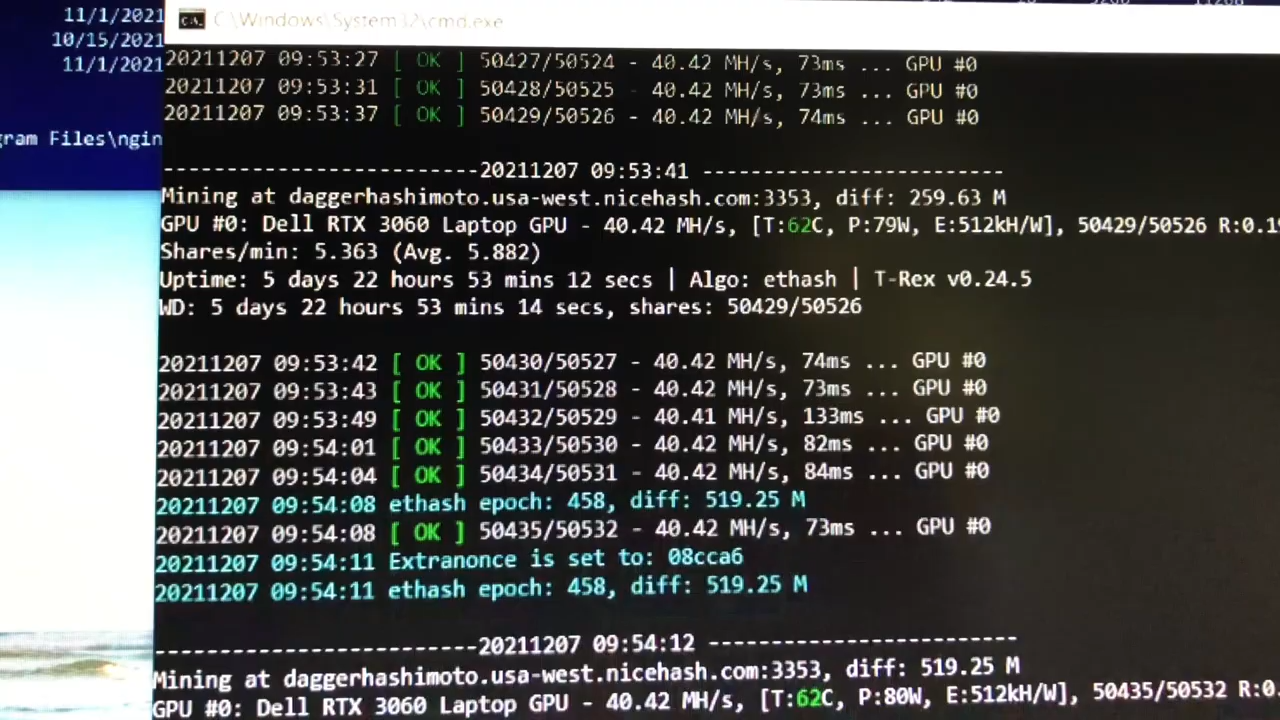 11/1/2021
10/15/2021
11/1/2021
gram Files\ngin
C:\Windows\System32\cmd.exe
20211207 09:53:27 [ OK ] 50427/50524 - 40.42 MH/s, 73ms ... GPU #0
20211207 09:53:31 [ OK ] 50428/50525 - 40.42 MH/s, 73ms ... GPU #0
20211207 09:53:37 [ OK ] 50429/50526 - 40.42 MH/s, 74ms ... GPU #0
-------------------------20211207 09:53:41 --------------------------
Mining at daggerhashimoto.usa-west.nicehash.com:3353, diff: 259.63 M
GPU #0: Dell RTX 3060 Laptop GPU - 40.42 MH/s, [T:62C, P:79W, E:512kH/W], 50429/50526 R:0.19
Shares/min: 5.363 (Avg. 5.882)
Uptime: 5 days 22 hours 53 mins 12 secs | Algo: ethash | T-Rex v0.24.5
WD: 5 days 22 hours 53 mins 14 secs, shares: 50429/50526
20211207 09:53:42 [ OK ] 50430/50527 - 40.42 MH/s, 74ms ... GPU #0
20211207 09:53:43 [ OK ] 50431/50528 - 40.42 MH/s, 73ms ... GPU #0
20211207 09:53:49 [ OK ] 50432/50529 - 40.41 MH/s, 133ms ... GPU #0
20211207 09:54:01 [ OK ] 50433/50530 - 40.42 MH/s, 82ms ... GPU #0
20211207 09:54:04 [ OK ] 50434/50531 - 40.42 MH/s, 84ms ... GPU #0
20211207 09:54:08 ethash epoch: 458, diff: 519.25 M
20211207 09:54:08 [ OK ] 50435/50532 - 40.42 MH/s, 73ms ... GPU #0
20211207 09:54:11 Extranonce is set to: 08cca6
20211207 09:54:11 ethash epoch: 458, diff: 519.25 M
-------------------------20211207 09:54:12 --------------------------
Mining at daggerhashimoto.usa-west.nicehash.com:3353, diff: 519.25 M
GPU #0: Dell RTX 3060 Laptop GPU - 40.42 MH/s, [T:62C, P:80W, E:512kH/W], 50435/50532 R:0.